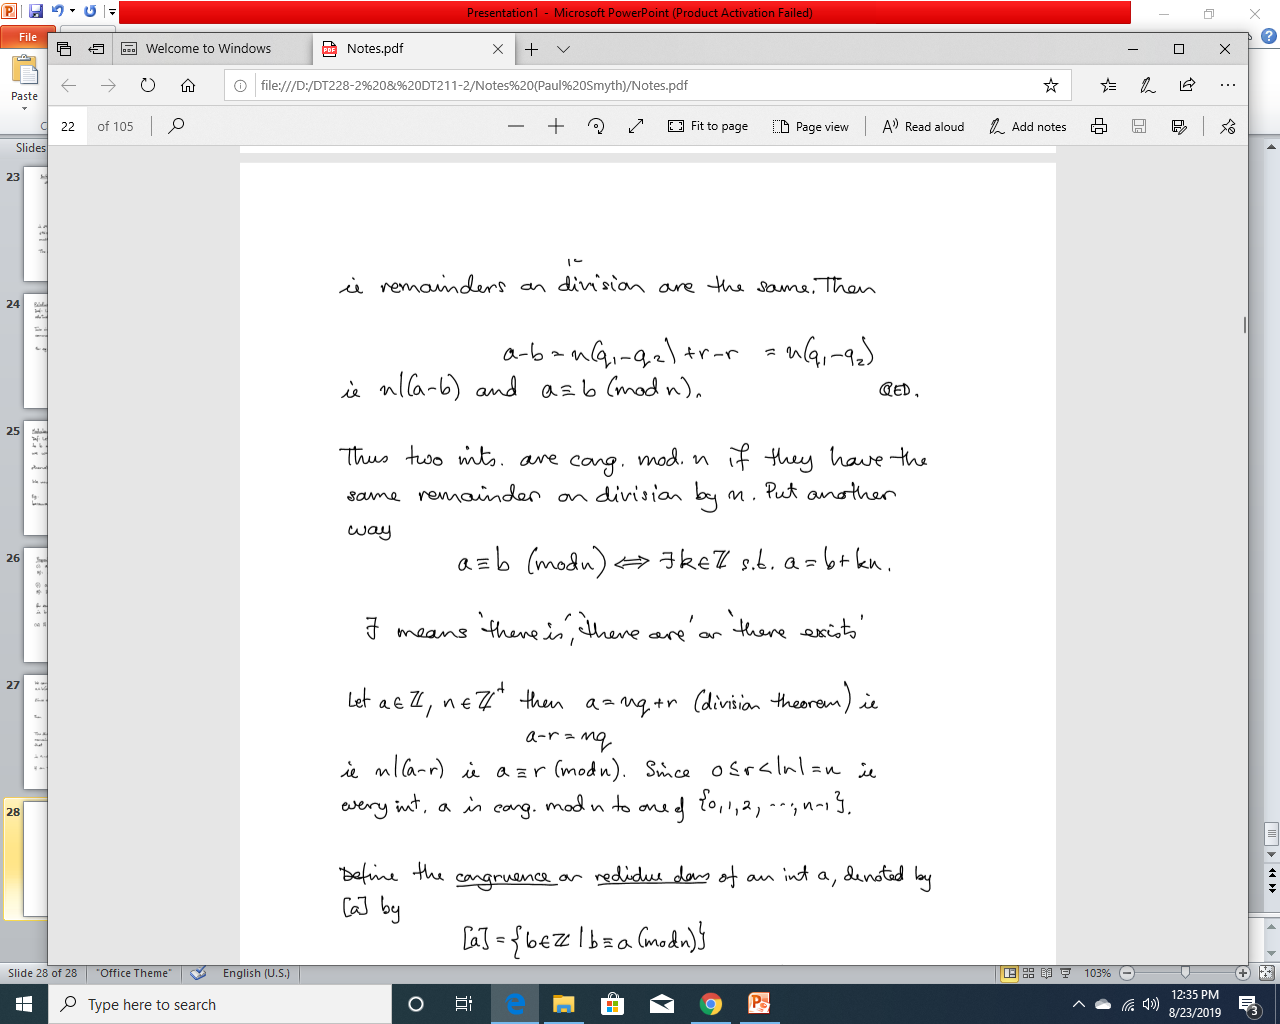 Presentation1 - Microsoft PowerPoint (Product Activation Failed)
File
Welcome to Windows
Notes.pdf
Paste
file:///D:/DT228-2%20&%20DT211-2/Notes%20(Paul%20Smyth)/Notes.pdf
22 of 105
Fit to page
Page view
Read aloud
Add notes
Slides
23
24
25
26
27
28
ie remainders on division are the same. Then
a-b = n(q₁-q₂) +r-r = n(q₁-q₂)
ie n|(a-b) and a≡b (mod n). QED.
Thus two ints. are cong. mod. n if they have the
same remainder on division by n. Put another
way
a≡b (mod n) ⟺ ∃k∈ℤ s.t. a=b+kn.
∃ means 'there is', 'there are' or 'there exists'
Let a∈ℤ, n∈ℤ⁺ then a=nq+r (division theorem) ie
a-r=nq
ie n|(a-r) ie a≡r (mod n). Since 0≤r<|n|=n ie
every int. a is cong. mod n to one of {0,1,2, ..., n-1}.
Define the congruence or redidue class of an int a, denoted by
[a] by
[a] = {b∈ℤ | b≡a (mod n)}
Slide 28 of 28
"Office Theme"
English (U.S.)
103%
Type here to search
12:35 PM
8/23/2019
3